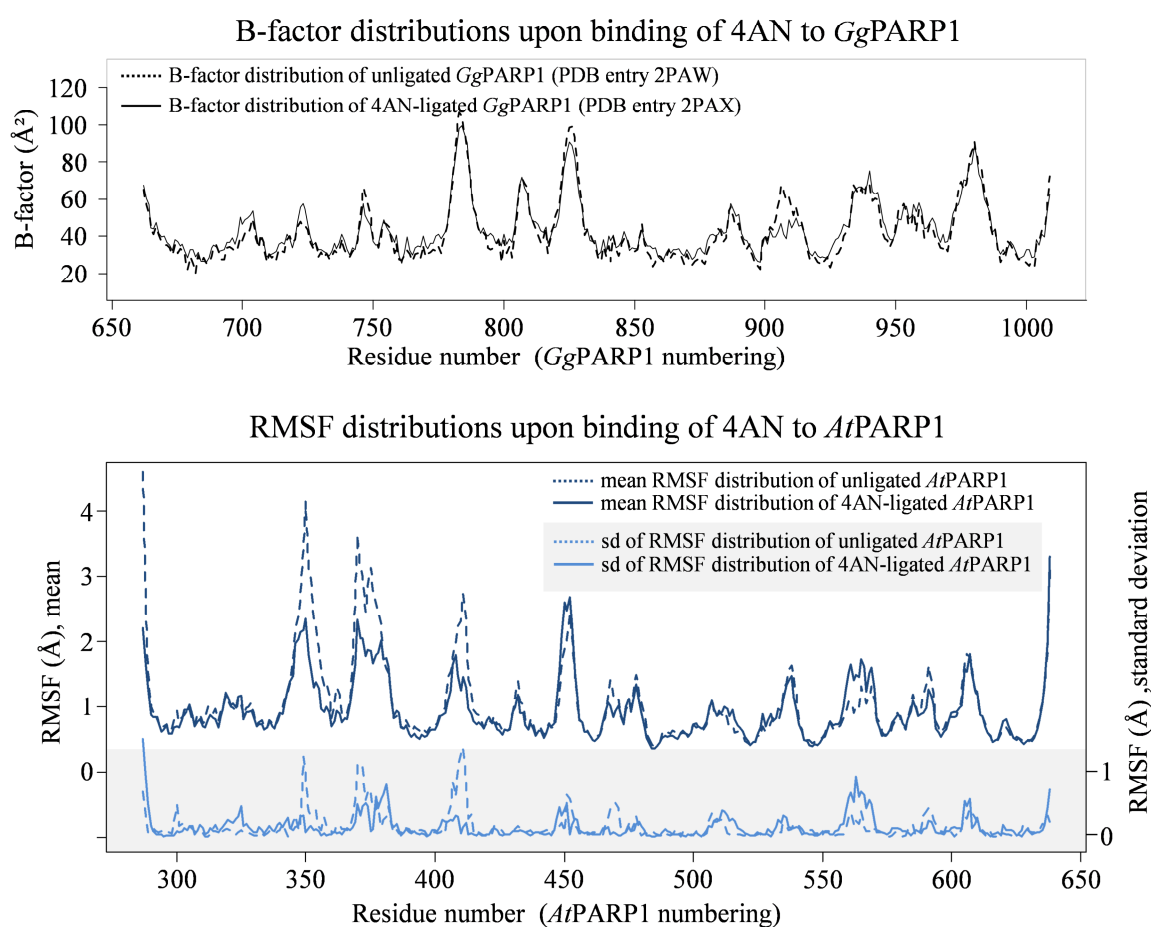 B-factor distributions upon binding of 4AN to GgPARP1
B-factor distribution of unligated GgPARP1 (PDB entry 2PAW)
B-factor distribution of 4AN-ligated GgPARP1 (PDB entry 2PAX)
B-factor (Å²)
120
100
80
60
40
20
650 700 750 800 850 900 950 1000
Residue number (GgPARP1 numbering)
RMSF distributions upon binding of 4AN to AtPARP1
mean RMSF distribution of unligated AtPARP1
mean RMSF distribution of 4AN-ligated AtPARP1
sd of RMSF distribution of unligated AtPARP1
sd of RMSF distribution of 4AN-ligated AtPARP1
RMSF (Å), mean
4
3
2
1
0
RMSF (Å) ,standard deviation
1
0
300 350 400 450 500 550 600 650
Residue number (AtPARP1 numbering)